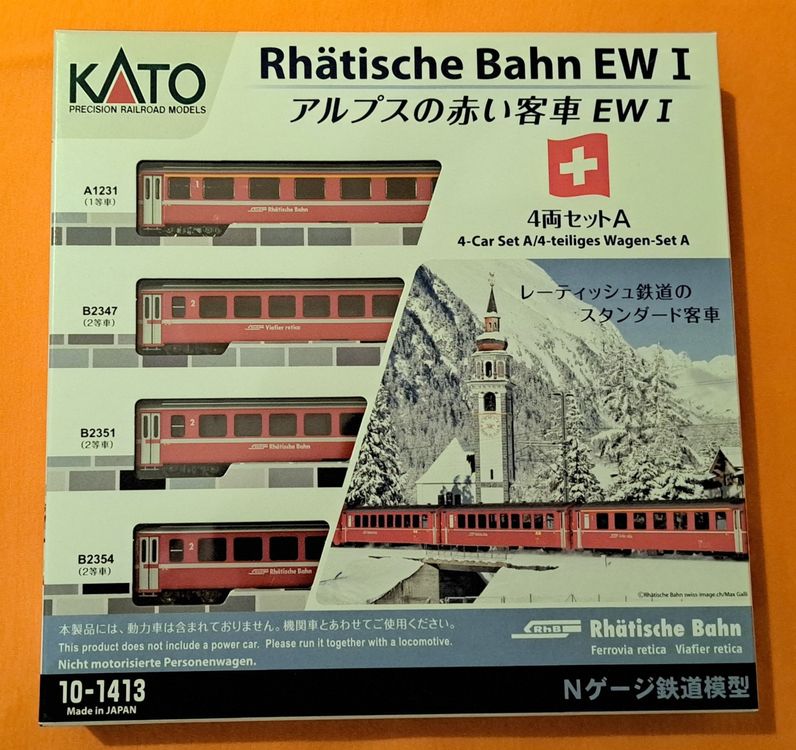 KATO
PRECISION RAILROAD MODELS
Rhätische Bahn EW I
アルプスの赤い客車 EW I
4両セットA
4-Car Set A/4-teiliges Wagen-Set A
A1231
(1等車)
1
Rhätische Bahn
B2347
(2等車)
2
Viafier retica
B2351
(2等車)
2
Rhätische Bahn
B2354
(2等車)
2
Rhätische Bahn
レーティッシュ鉄道の
スタンダード客車
©Rhätische Bahn swiss-image.ch/Max Galli
本製品には、動力車は含まれておりません。機関車とあわせてご使用ください。
This product does not include a power car. Please run it together with a locomotive.
Nicht motorisierte Personenwagen.
RhB Rhätische Bahn
Ferrovia retica Viafier retica
10-1413
Made in JAPAN
Nゲージ鉄道模型